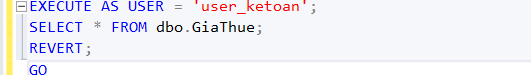 EXECUTE AS USER = 'user_ketoan';
SELECT * FROM dbo.GiaThue;
REVERT;
GO